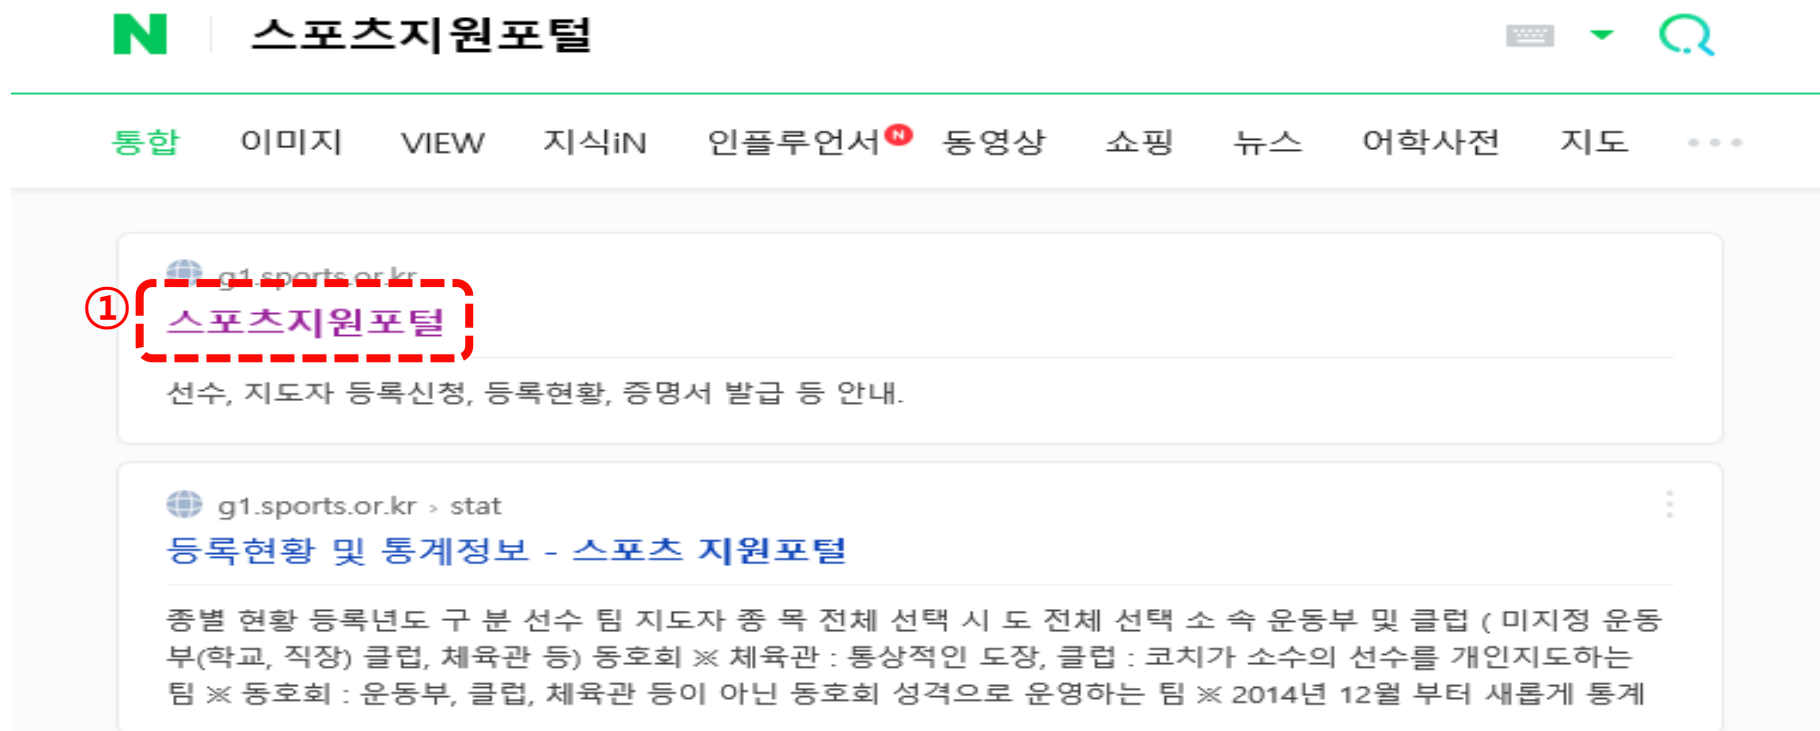 N 스포츠지원포털
통합 이미지 VIEW 지식iN 인플루언서 N 동영상 쇼핑 뉴스 어학사전 지도
g1.sports.or.kr
① 스포츠지원포털
선수, 지도자 등록신청, 등록현황, 증명서 발급 등 안내.
g1.sports.or.kr › stat
등록현황 및 통계정보 - 스포츠 지원포털
종별 현황 등록년도 구 분 선수 팀 지도자 종 목 전체 선택 시 도 전체 선택 소 속 운동부 및 클럽 ( 미지정 운동
부(학교, 직장) 클럽, 체육관 등) 동호회 ※ 체육관 : 통상적인 도장, 클럽 : 코치가 소수의 선수를 개인지도하는
팀 ※ 동호회 : 운동부, 클럽, 체육관 등이 아닌 동호회 성격으로 운영하는 팀 ※ 2014년 12월 부터 새롭게 통계